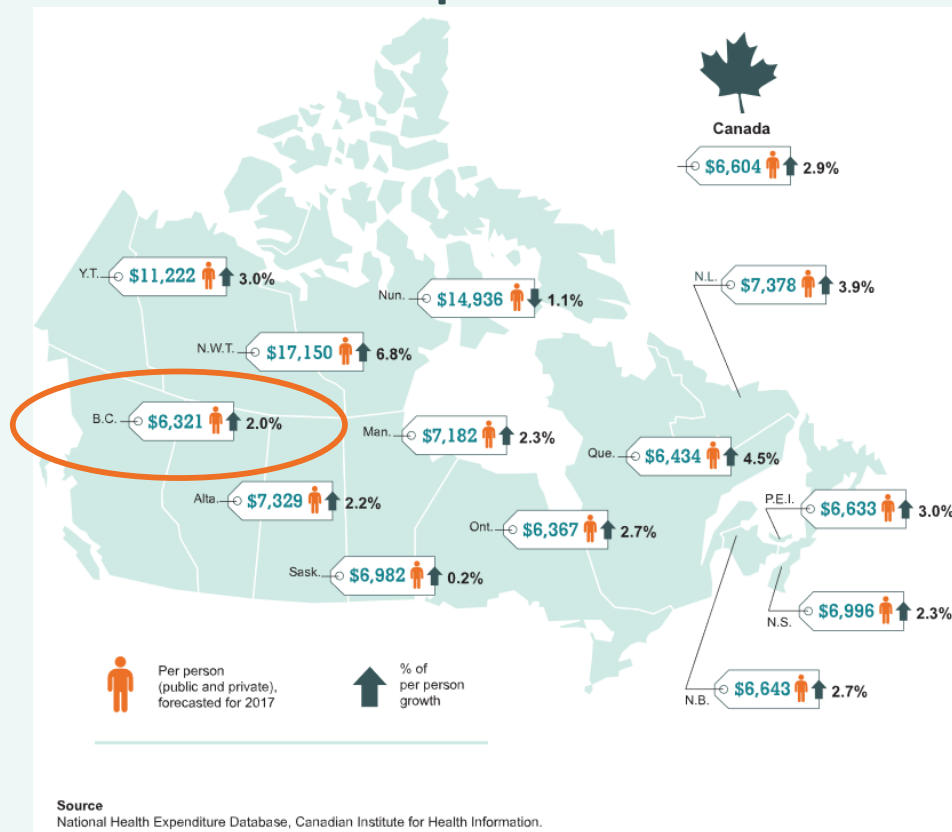 Canada
$6,604 2.9%
Y.T. $11,222 3.0%
Nun. $14,936 1.1%
N.L. $7,378 3.9%
N.W.T. $17,150 6.8%
B.C. $6,321 2.0%
Man. $7,182 2.3%
Que. $6,434 4.5%
Alta. $7,329 2.2%
P.E.I. $6,633 3.0%
Ont. $6,367 2.7%
Sask. $6,982 0.2%
N.S. $6,996 2.3%
N.B. $6,643 2.7%
Per person
(public and private),
forecasted for 2017
% of
per person
growth
Source
National Health Expenditure Database, Canadian Institute for Health Information.